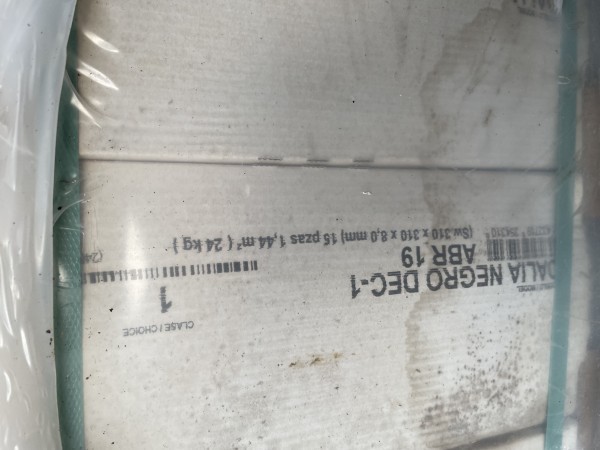 MODEL
DALIA NEGRO DEC-1
ABR 19
(Sw 310 x 310 x 8,0 mm) 15 pzas 1,44 m² ( 24 kg )
CLASE / CHOICE
1